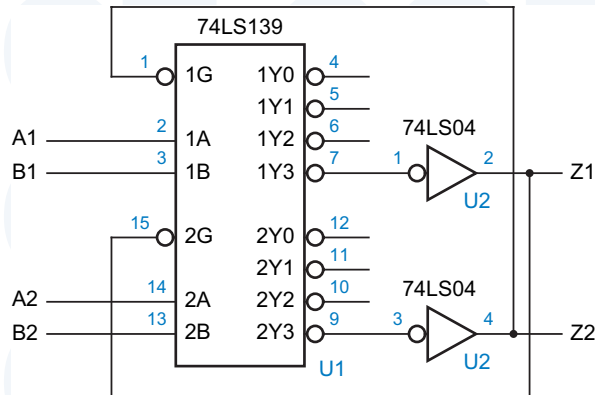 74LS139
1 1G 1Y0 4
1Y1 5
A1 2 1A 1Y2 6 74LS04
B1 3 1B 1Y3 7 1 2 Z1
U2
15 2G 2Y0 12
2Y1 11
A2 14 2A 2Y2 10 74LS04
B2 13 2B 2Y3 9 3 4 Z2
U1 U2